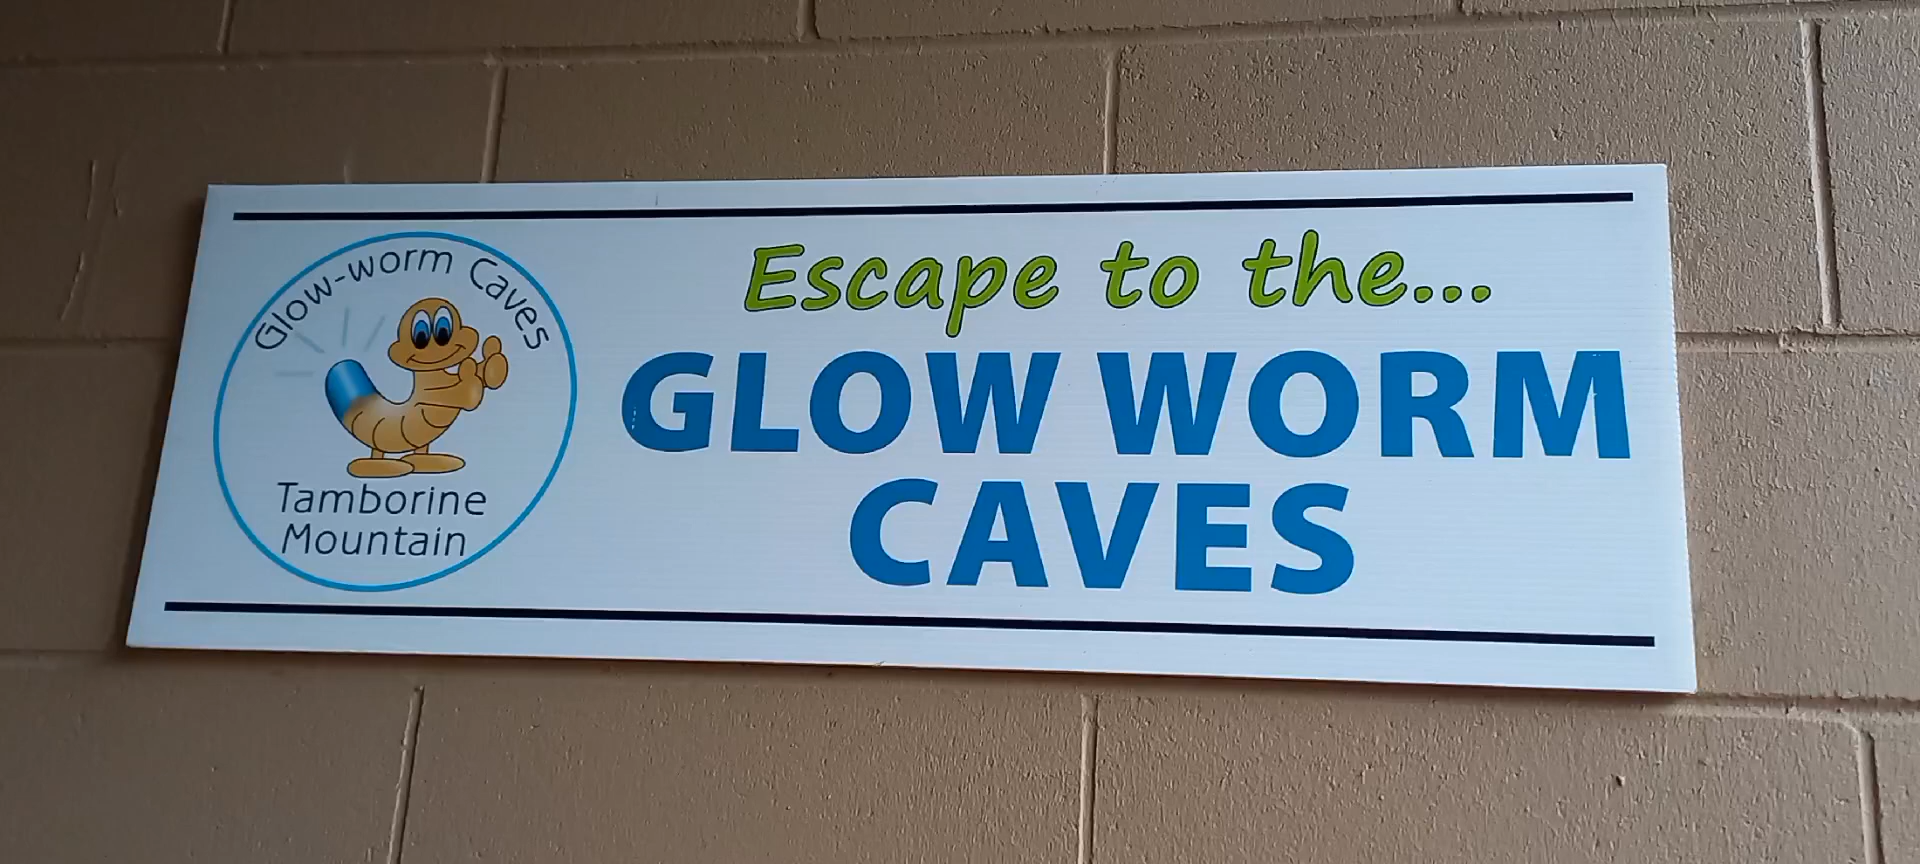 Glow-worm Caves
Tamborine
Mountain
Escape to the...
GLOW WORM
CAVES